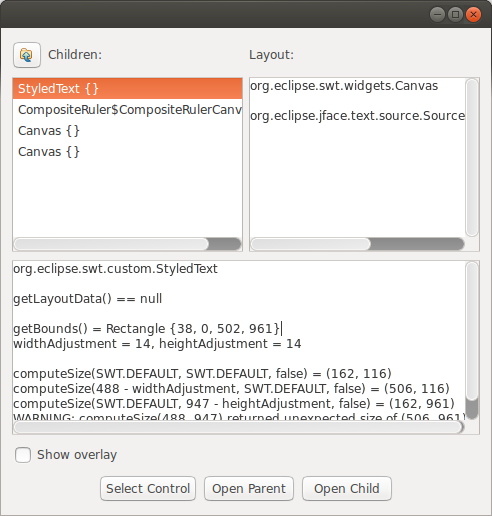 Children:
Layout:
StyledText {}
CompositeRuler$CompositeRulerCanv
Canvas {}
Canvas {}
org.eclipse.swt.widgets.Canvas
org.eclipse.jface.text.source.Source
org.eclipse.swt.custom.StyledText
getLayoutData() == null
getBounds() = Rectangle {38, 0, 502, 961}
widthAdjustment = 14, heightAdjustment = 14
computeSize(SWT.DEFAULT, SWT.DEFAULT, false) = (162, 116)
computeSize(488 - widthAdjustment, SWT.DEFAULT, false) = (506, 116)
computeSize(SWT.DEFAULT, 947 - heightAdjustment, false) = (162, 961)
WARNING: computeSize(488, 947) returned unexpected size of (506, 961)
Show overlay
Select Control
Open Parent
Open Child